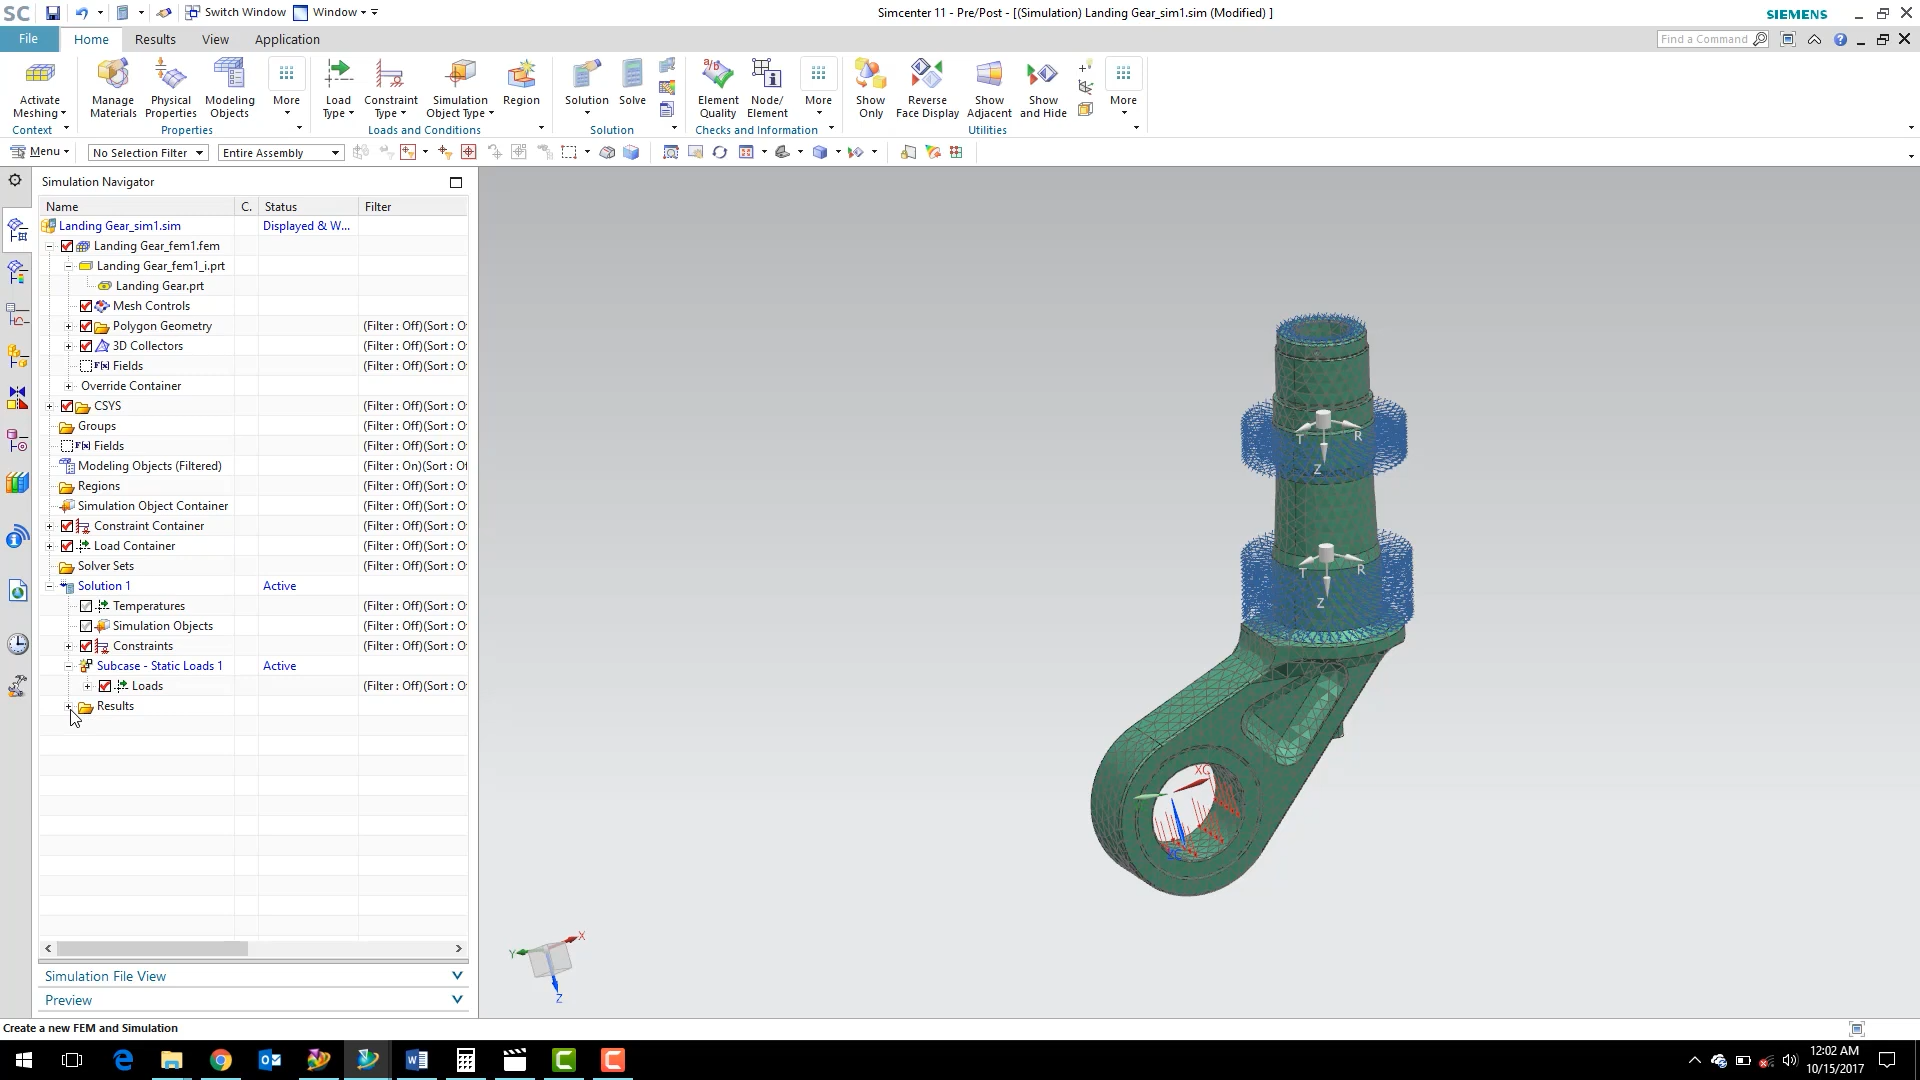 SC Switch Window Window Simcenter 11 - Pre/Post - [(Simulation) Landing Gear_sim1.sim (Modified) ] SIEMENS
File Home Results View Application Find a Command
Activate Meshing Manage Materials Physical Properties Modeling Objects More Load Type Constraint Type Simulation Object Type Region Solution Solve Element Quality Node/Element More Show Only Reverse Face Display Show Adjacent Show and Hide More
Context Properties Loads and Conditions Solution Checks and Information Utilities
Menu No Selection Filter Entire Assembly
Simulation Navigator
Name C. Status Filter
Landing Gear_sim1.sim Displayed & W...
Landing Gear_fem1.fem
Landing Gear_fem1_i.prt
Landing Gear.prt
Mesh Controls
Polygon Geometry (Filter : Off)(Sort : O
3D Collectors (Filter : Off)(Sort : O
Fields (Filter : Off)(Sort : O
Override Container
CSYS (Filter : Off)(Sort : O
Groups (Filter : Off)(Sort : O
Fields (Filter : Off)(Sort : O
Modeling Objects (Filtered) (Filter : On)(Sort : Of
Regions (Filter : Off)(Sort : O
Simulation Object Container (Filter : Off)(Sort : O
Constraint Container (Filter : Off)(Sort : O
Load Container (Filter : Off)(Sort : O
Solver Sets (Filter : Off)(Sort : O
Solution 1 Active
Temperatures (Filter : Off)(Sort : O
Simulation Objects (Filter : Off)(Sort : O
Constraints (Filter : Off)(Sort : O
Subcase - Static Loads 1 Active
Loads (Filter : Off)(Sort : O
Results
T R
Z
T R
Z
XC
X
Y
Z
Simulation File View
Preview
Create a new FEM and Simulation
12:02 AM
10/15/2017